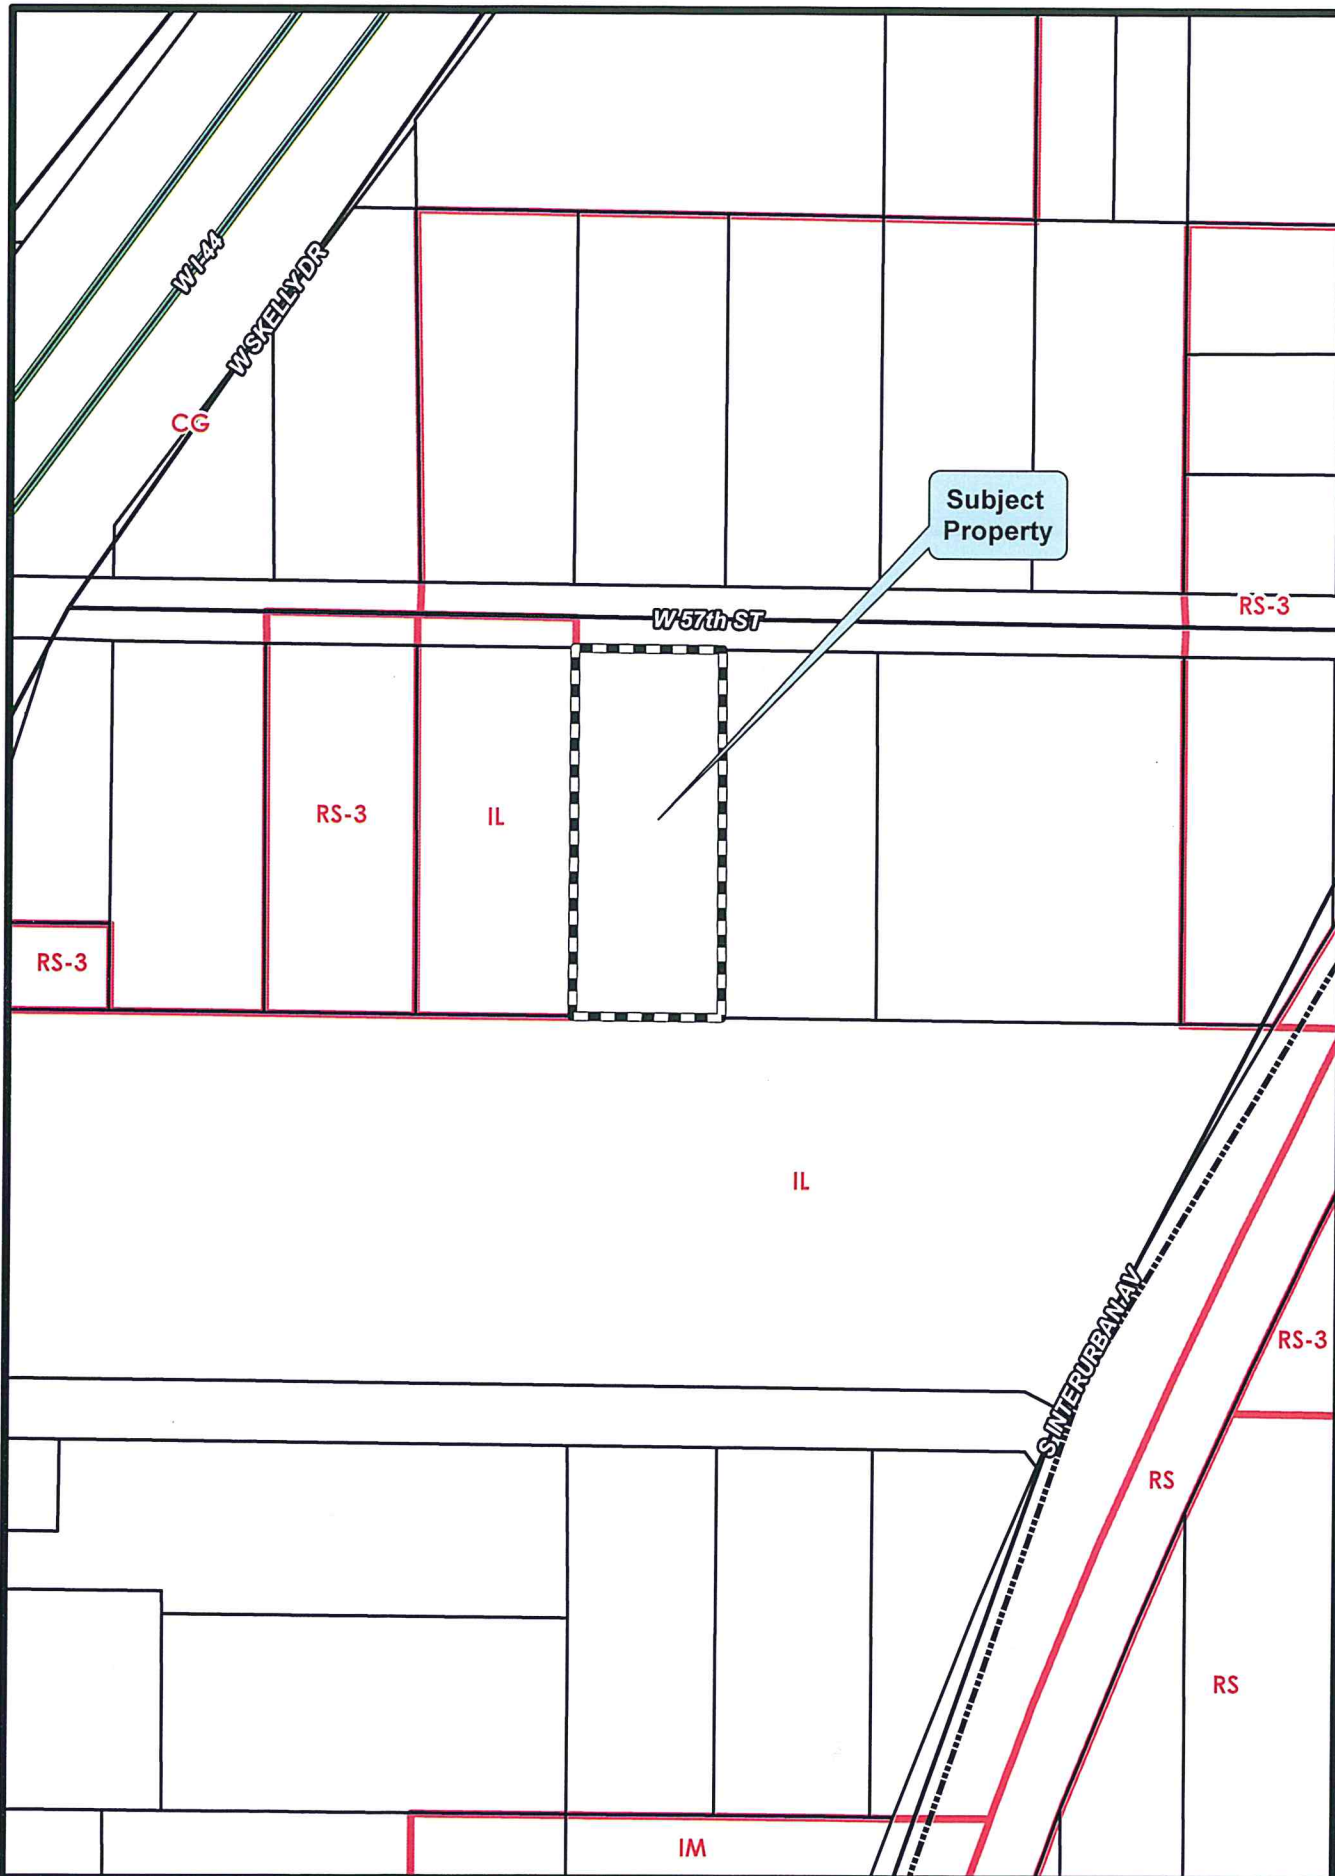 W I-44
W SKELLY DR
CG
Subject
Property
RS-3
W 57th ST
RS-3
IL
RS-3
IL
S INTERURBAN AV
RS-3
RS
RS
IM